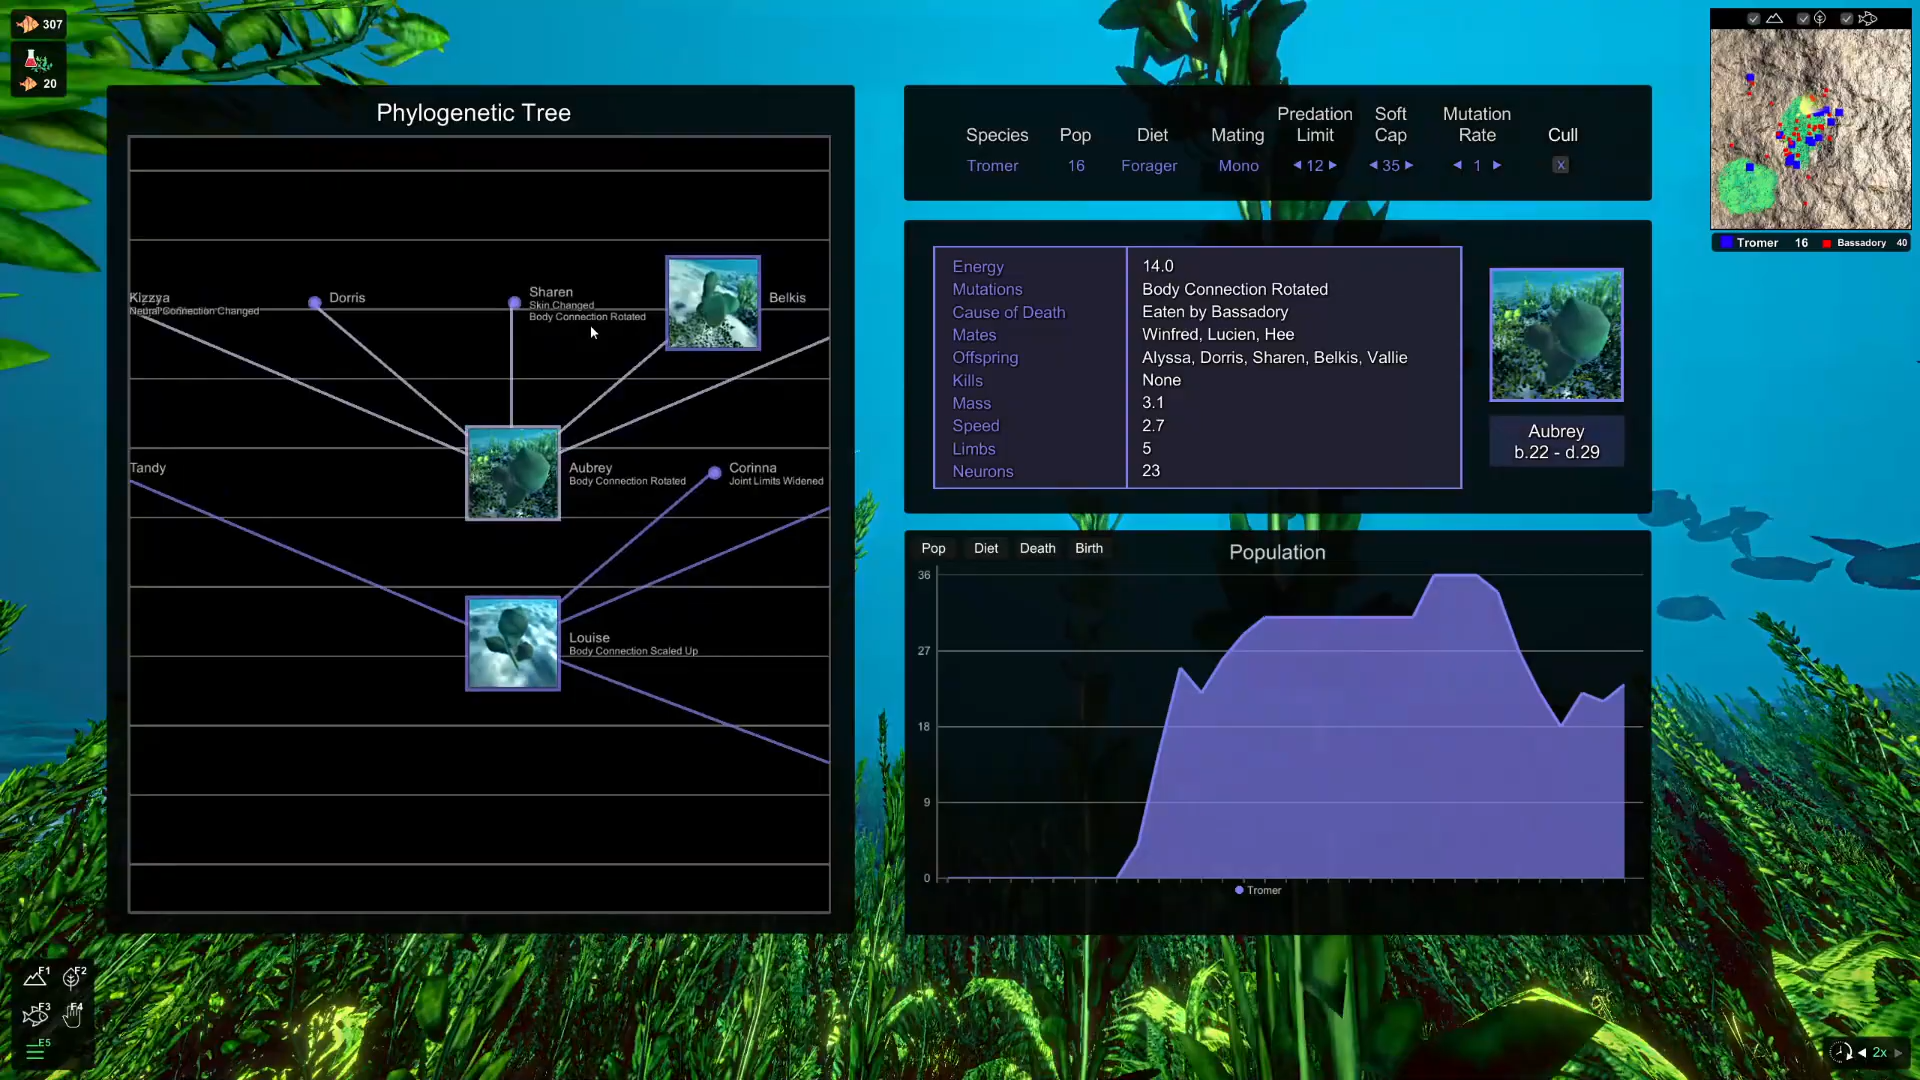 307
20
Phylogenetic Tree
Kizzya
Neural Connection Changed
Dorris
Sharen
Skin Changed
Body Connection Rotated
Belkis
Tandy
Aubrey
Body Connection Rotated
Corinna
Joint Limits Widened
Louise
Body Connection Scaled Up
Species Pop Diet Mating Predation Limit Soft Cap Mutation Rate Cull
Tromer 16 Forager Mono 12 35 1 X
Energy 14.0
Mutations Body Connection Rotated
Cause of Death Eaten by Bassadory
Mates Winfred, Lucien, Hee
Offspring Alyssa, Dorris, Sharen, Belkis, Vallie
Kills None
Mass 3.1
Speed 2.7
Limbs 5
Neurons 23
Aubrey
b.22 - d.29
Pop Diet Death Birth
Population
36
27
18
9
0
Tromer
Tromer 16 Bassadory 40
F1 F2
F3 F4
F5
2x